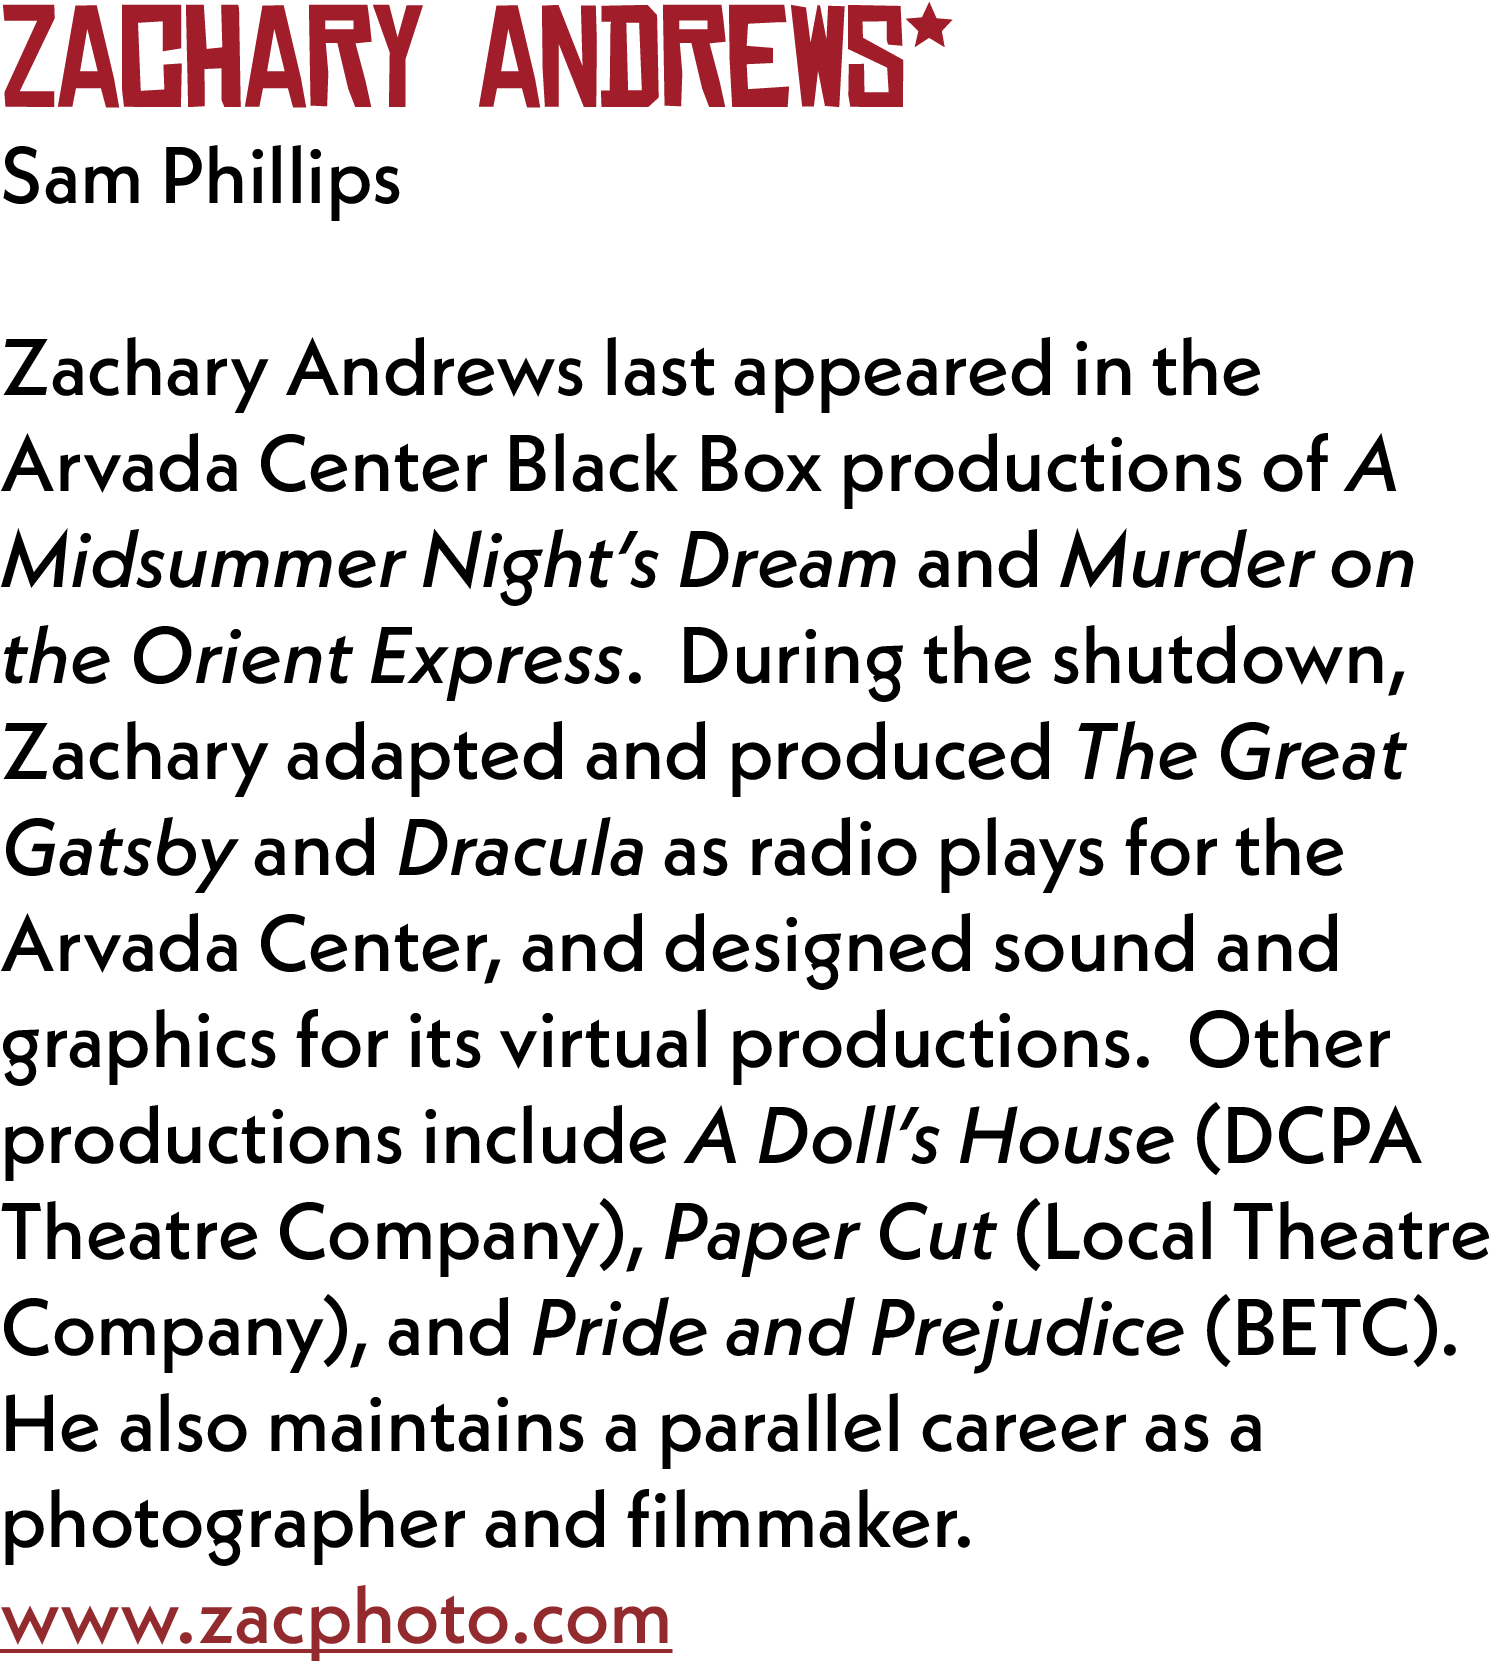 ZACHARY ANDREWS★
Sam Phillips
Zachary Andrews last appeared in the
Arvada Center Black Box productions of A
Midsummer Night’s Dream and Murder on
the Orient Express.  During the shutdown,
Zachary adapted and produced The Great
Gatsby and Dracula as radio plays for the
Arvada Center, and designed sound and
graphics for its virtual productions.  Other
productions include A Doll’s House (DCPA
Theatre Company), Paper Cut (Local Theatre
Company), and Pride and Prejudice (BETC).
He also maintains a parallel career as a
photographer and filmmaker.
www.zacphoto.com